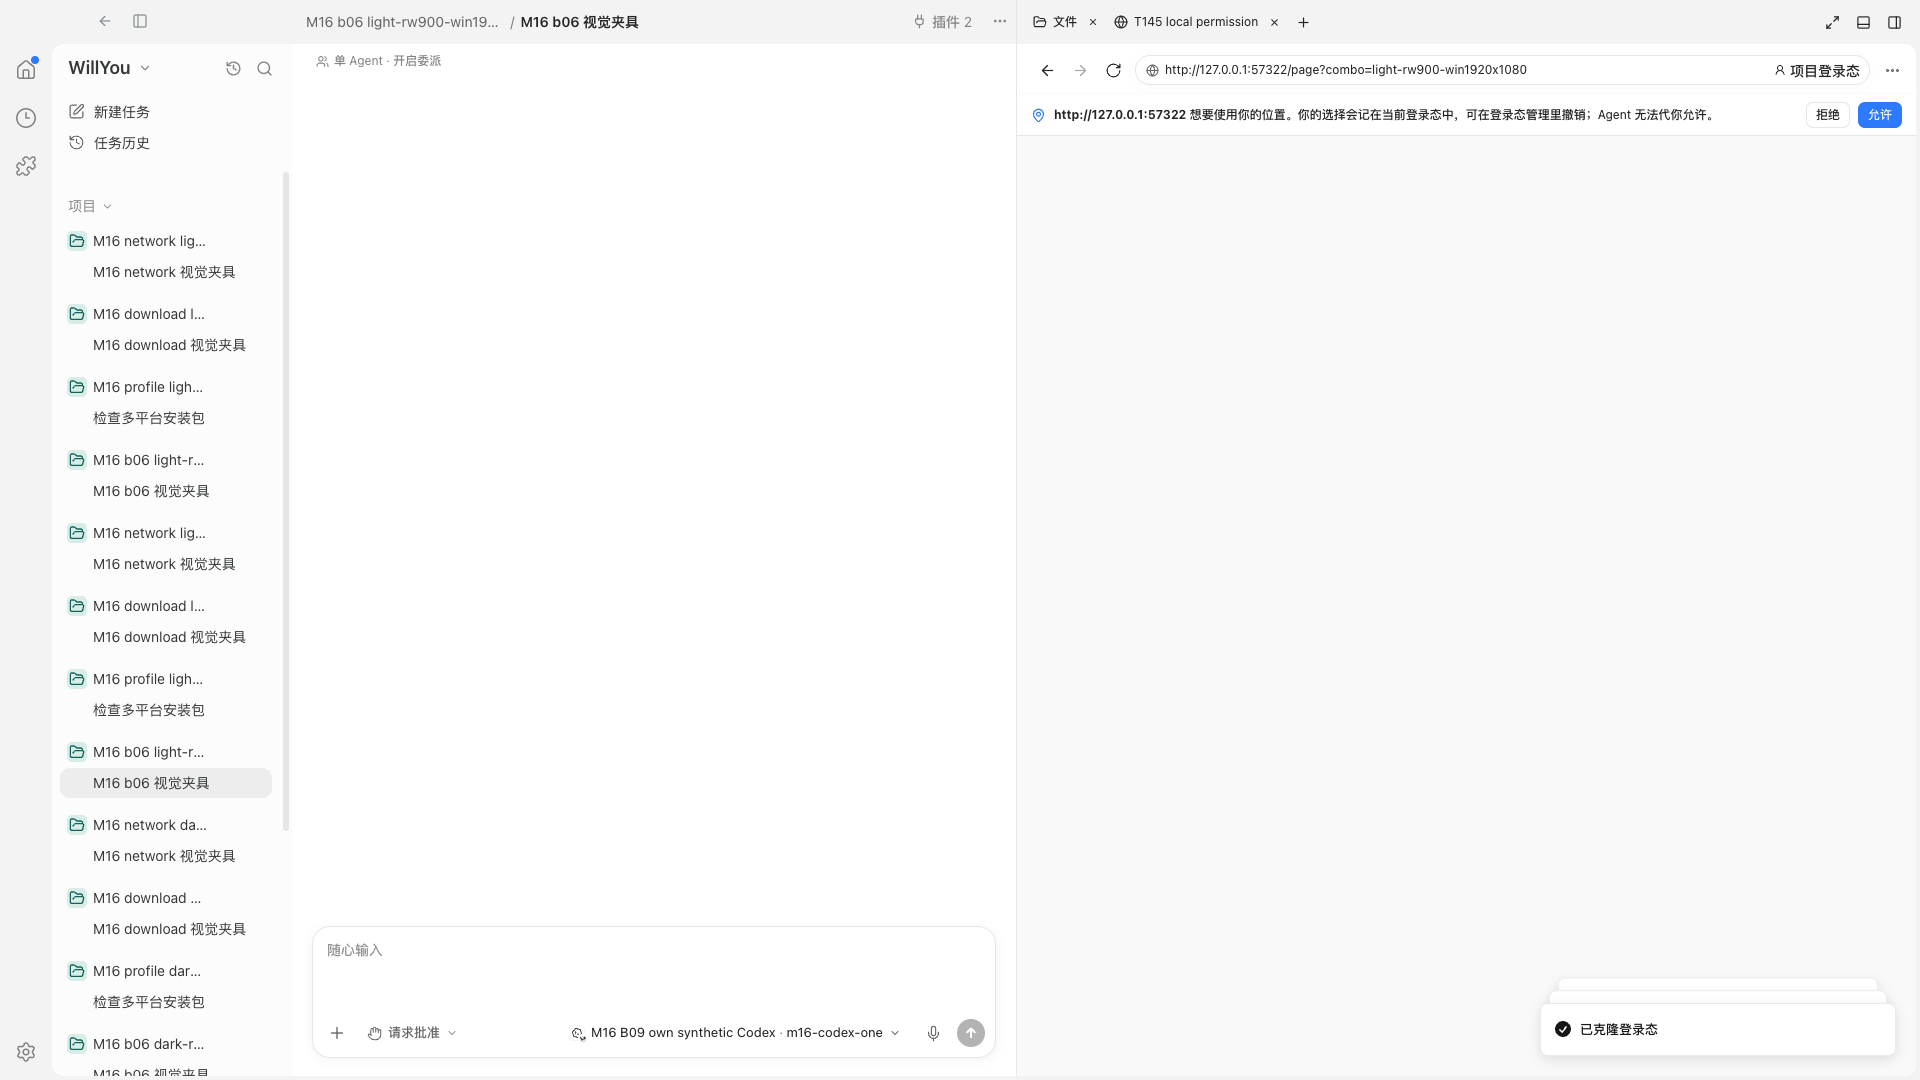 M16 b06 light-rw900-win19... / M16 b06 视觉夹具
插件 2
文件
T145 local permission
WillYou
新建任务
任务历史
项目
M16 network lig...
M16 network 视觉夹具
M16 download l...
M16 download 视觉夹具
M16 profile ligh...
检查多平台安装包
M16 b06 light-r...
M16 b06 视觉夹具
M16 network lig...
M16 network 视觉夹具
M16 download l...
M16 download 视觉夹具
M16 profile ligh...
检查多平台安装包
M16 b06 light-r...
M16 b06 视觉夹具
M16 network da...
M16 network 视觉夹具
M16 download ...
M16 download 视觉夹具
M16 profile dar...
检查多平台安装包
M16 b06 dark-r...
M16 b06 视觉夹具
单 Agent · 开启委派
随心输入
请求批准
M16 B09 own synthetic Codex · m16-codex-one
http://127.0.0.1:57322/page?combo=light-rw900-win1920x1080
项目登录态
http://127.0.0.1:57322 想要使用你的位置。你的选择会记在当前登录态中，可在登录态管理里撤销；Agent 无法代你允许。
拒绝
允许
已克隆登录态